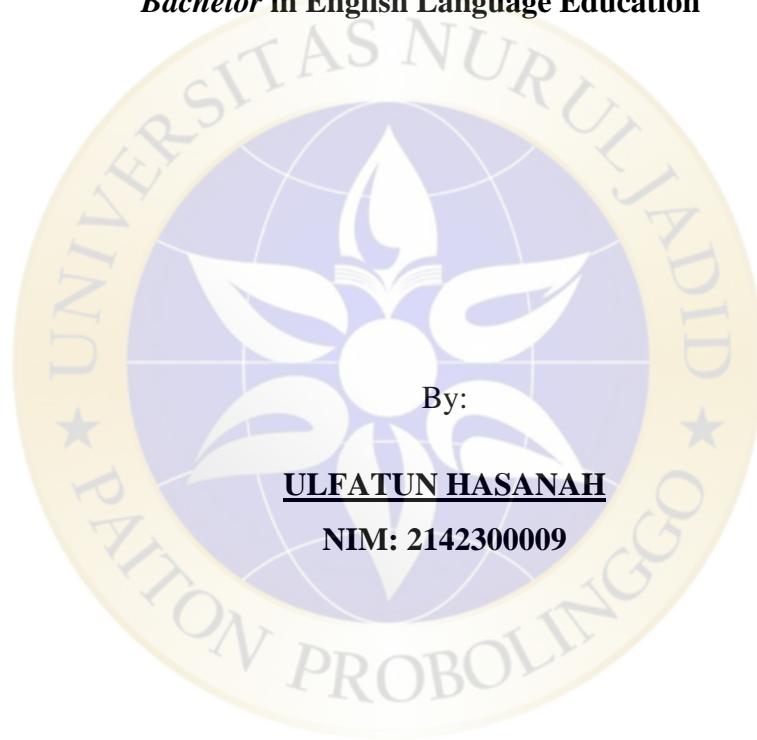 Bachelor in English Language Education
UNIVERSITAS NURUL JADID
By:
ULFATUN HASANAH
NIM: 2142300009
★ PAITON PROBOLINGGO ★